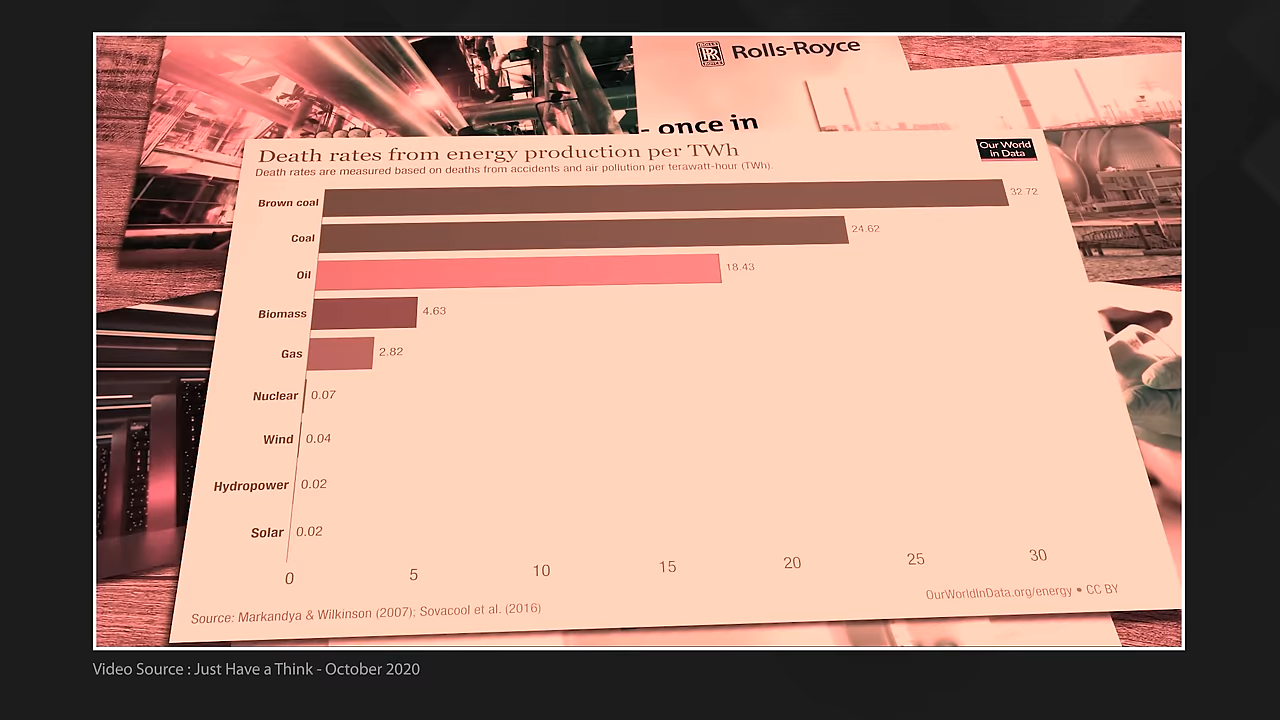 Rolls-Royce
- once in
Death rates from energy production per TWh
Death rates are measured based on deaths from accidents and air pollution per terawatt-hour (TWh).
Our World
in Data
Brown coal 32.72
Coal 24.62
Oil 18.43
Biomass 4.63
Gas 2.82
Nuclear 0.07
Wind 0.04
Hydropower 0.02
Solar 0.02
0 5 10 15 20 25 30
Source: Markandya & Wilkinson (2007); Sovacool et al. (2016)
OurWorldInData.org/energy • CC BY
Video Source : Just Have a Think - October 2020